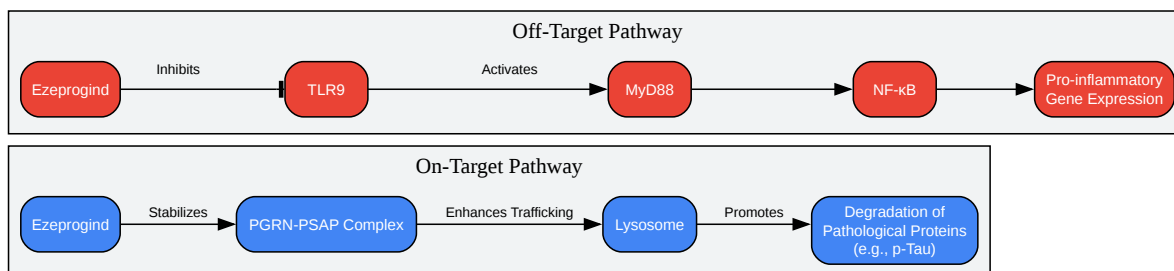 Off-Target Pathway
Ezeprogind
Inhibits
TLR9
Activates
MyD88
NF-κB
Pro-inflammatory
Gene Expression
On-Target Pathway
Ezeprogind
Stabilizes
PGRN-PSAP Complex
Enhances Trafficking
Lysosome
Promotes
Degradation of
Pathological Proteins
(e.g., p-Tau)